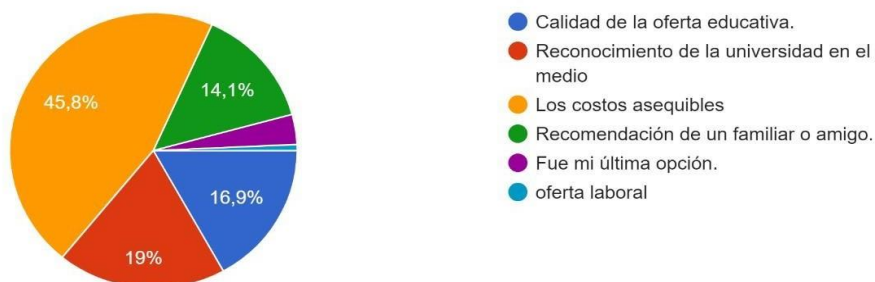 Calidad de la oferta educativa.
Reconocimiento de la universidad en el
medio
Los costos asequibles
Recomendación de un familiar o amigo.
Fue mi última opción.
oferta laboral
45,8%
14,1%
16,9%
19%